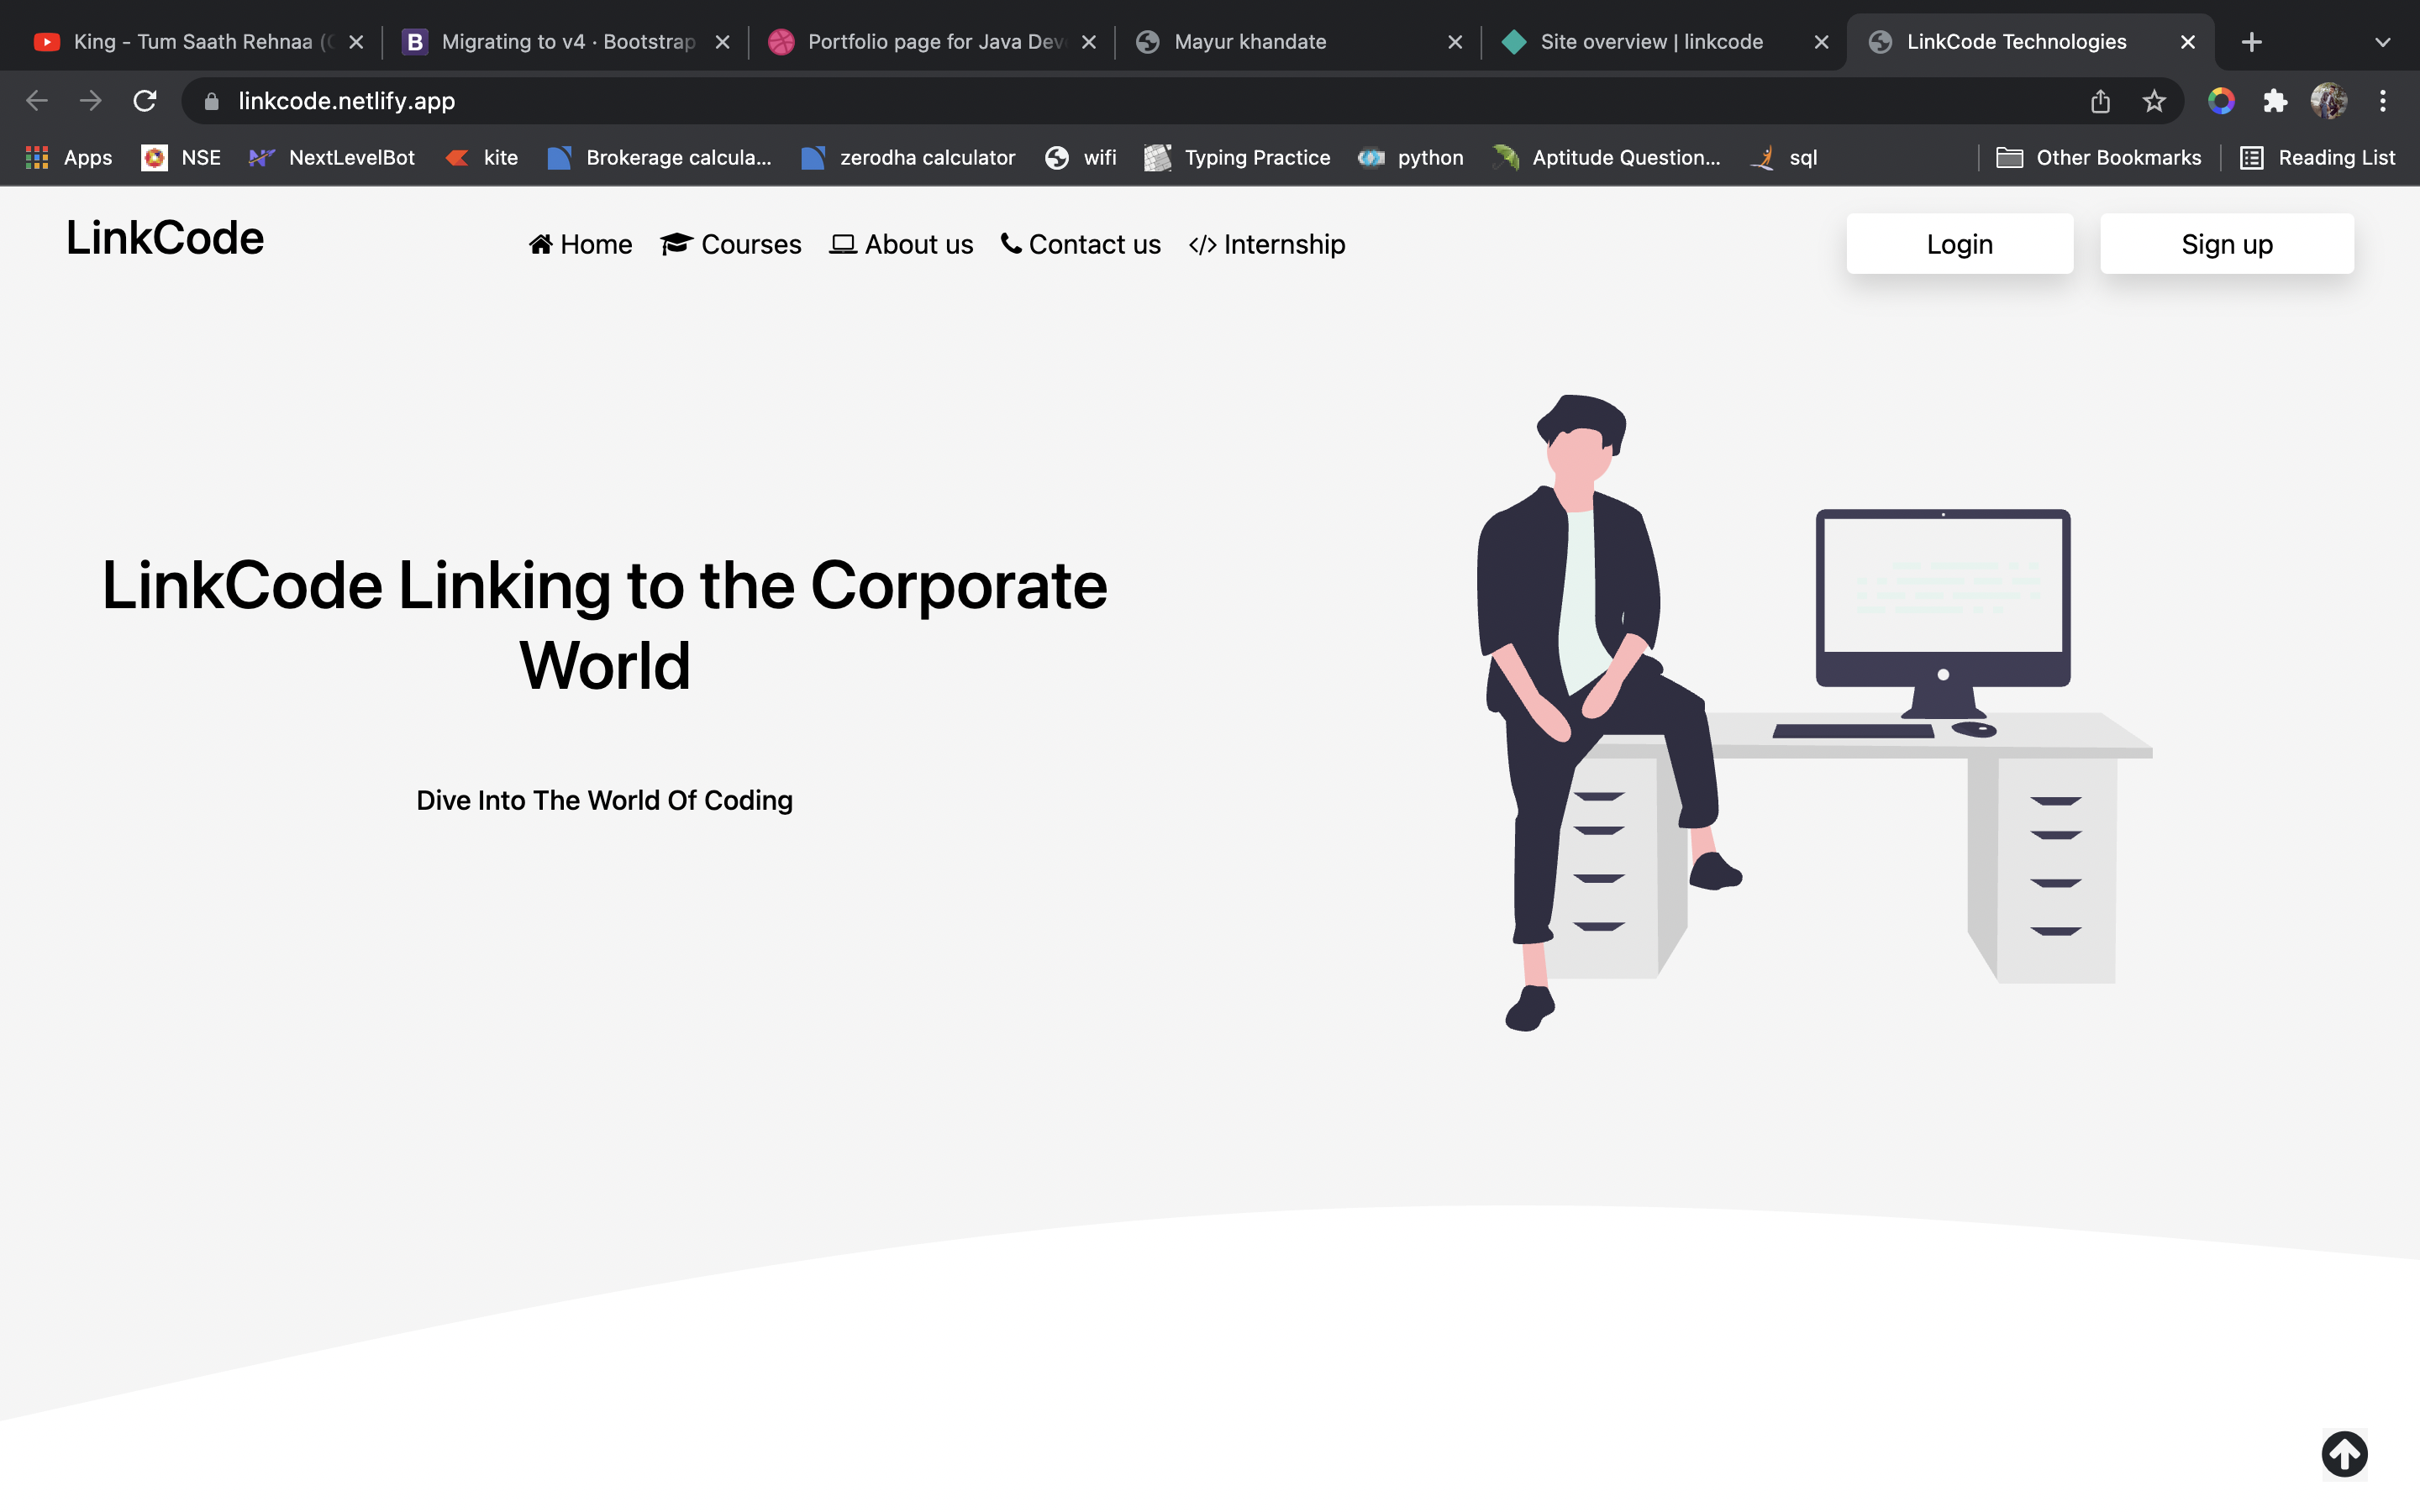 King - Tum Saath Rehnaa (
Migrating to v4 · Bootstrap
Portfolio page for Java Dev
Mayur khandate
Site overview | linkcode
LinkCode Technologies
linkcode.netlify.app
Apps
NSE
NextLevelBot
kite
Brokerage calcula...
zerodha calculator
wifi
Typing Practice
python
Aptitude Question...
sql
Other Bookmarks
Reading List
LinkCode
Home
Courses
About us
Contact us
Internship
Login
Sign up
LinkCode Linking to the Corporate
World
Dive Into The World Of Coding